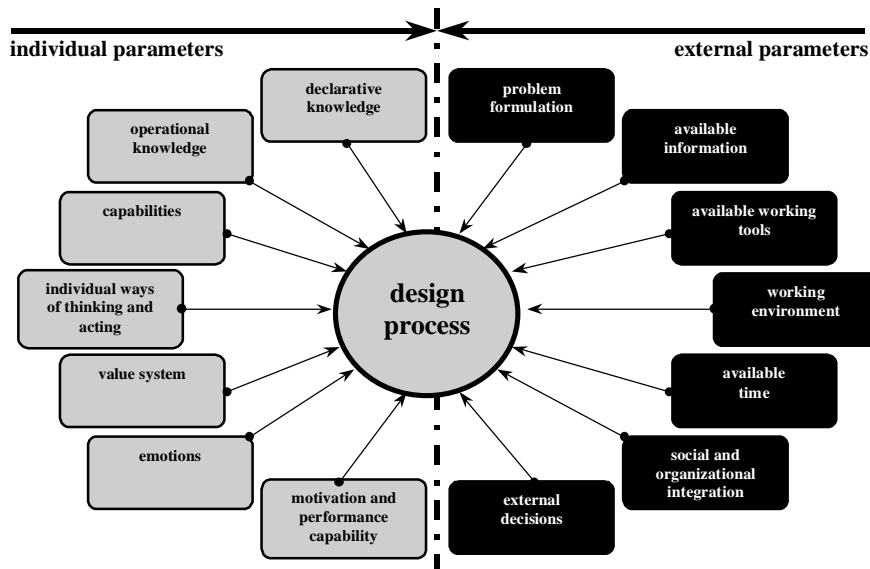 individual parameters
external parameters
declarative
knowledge
problem
formulation
operational
knowledge
available
information
capabilities
available working
tools
individual ways
of thinking and
acting
design
process
working
environment
value system
available
time
emotions
social and
organizational
integration
motivation and
performance
capability
external
decisions